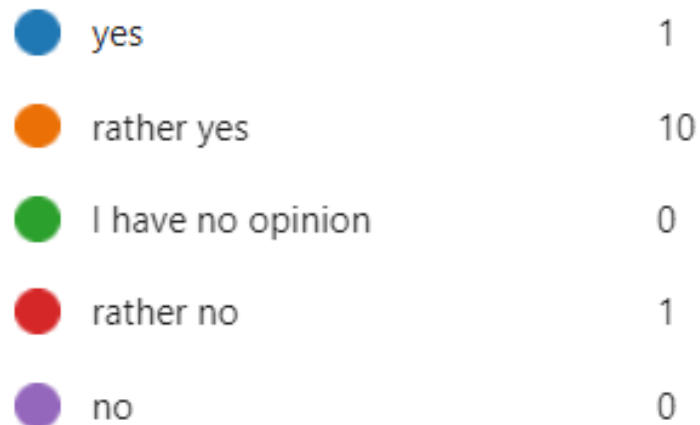 yes 1
rather yes 10
I have no opinion 0
rather no 1
no 0